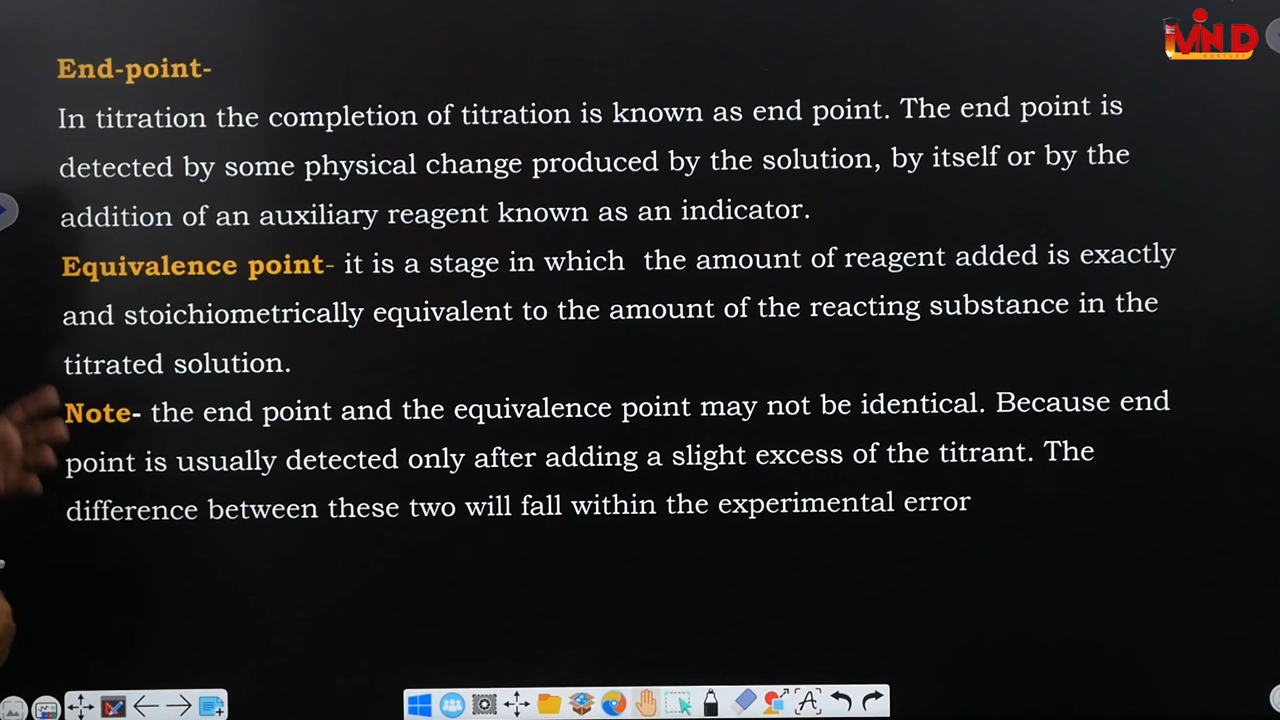 MIND
NURTURE
End-point-
In titration the completion of titration is known as end point. The end point is
detected by some physical change produced by the solution, by itself or by the
addition of an auxiliary reagent known as an indicator.
Equivalence point- it is a stage in which the amount of reagent added is exactly
and stoichiometrically equivalent to the amount of the reacting substance in the
titrated solution.
Note- the end point and the equivalence point may not be identical. Because end
point is usually detected only after adding a slight excess of the titrant. The
difference between these two will fall within the experimental error